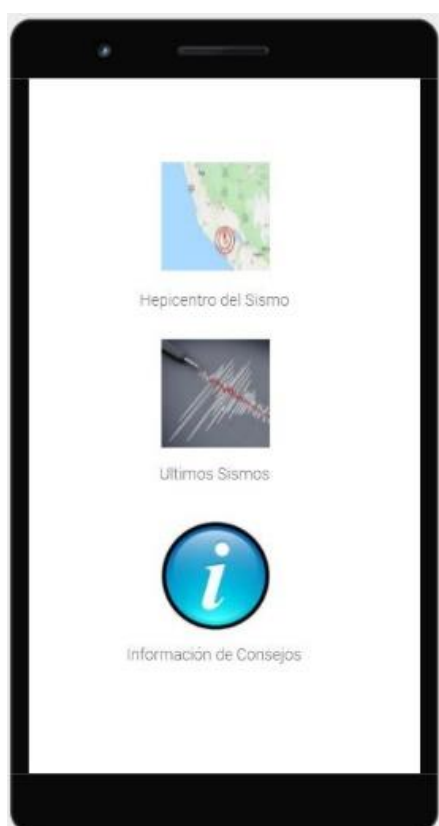 Hepicentro del Sismo
Ultimos Sismos
i
Información de Consejos